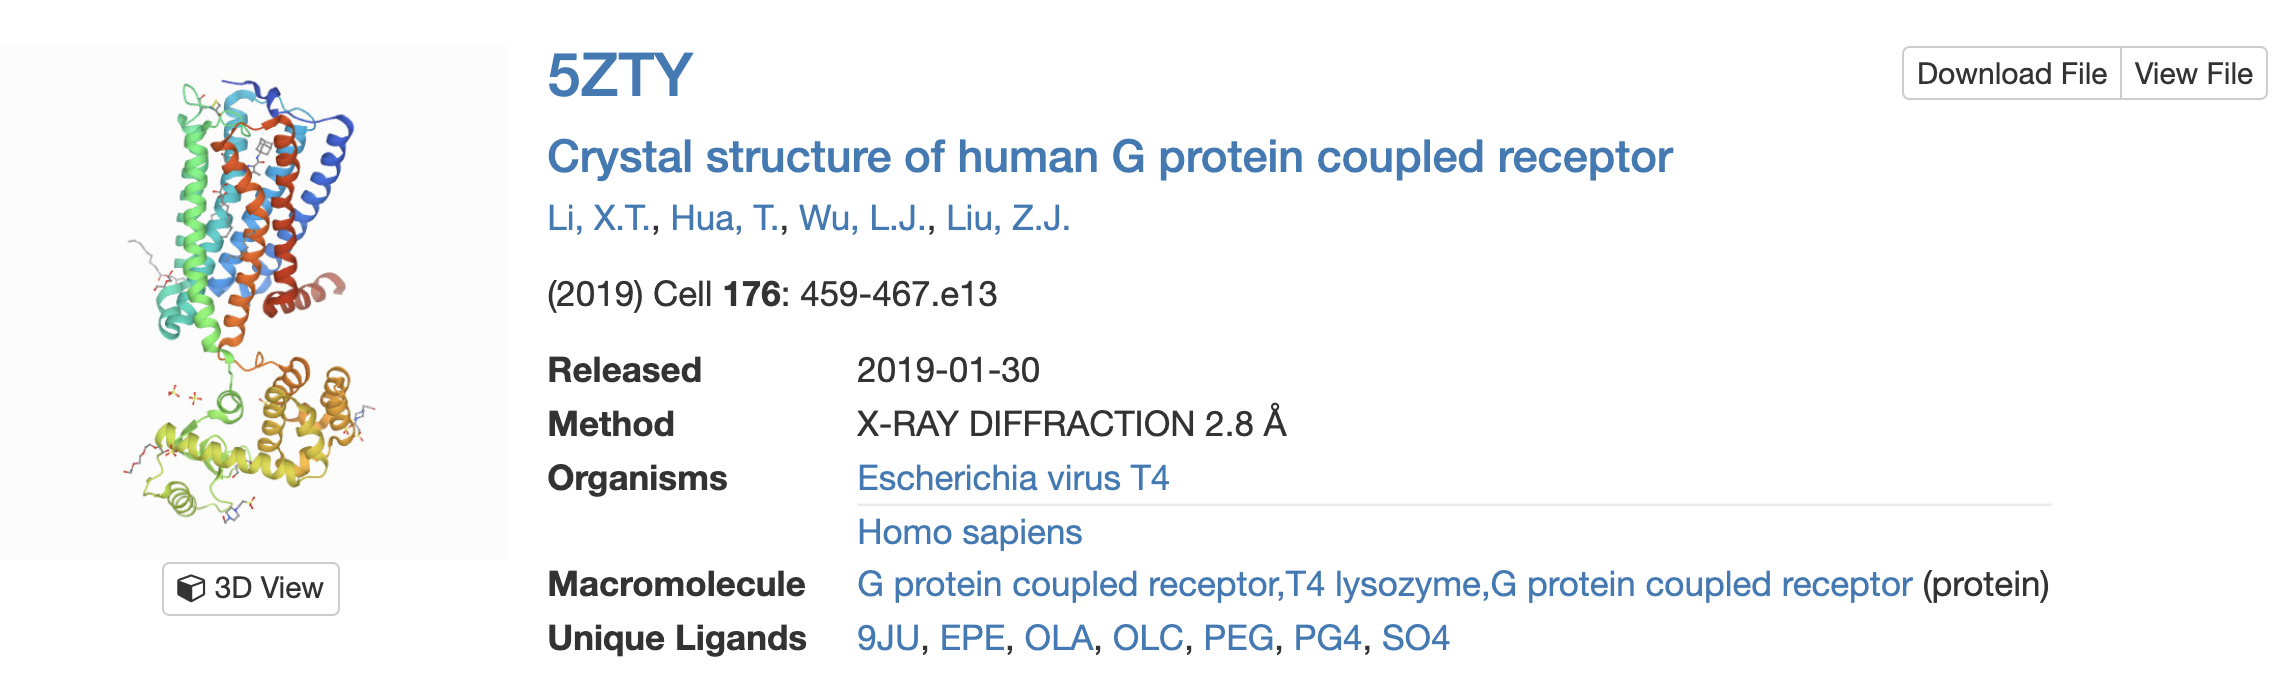 5ZTY
Download File
View File
Crystal structure of human G protein coupled receptor
Li, X.T., Hua, T., Wu, L.J., Liu, Z.J.
(2019) Cell 176: 459-467.e13
Released 2019-01-30
Method X-RAY DIFFRACTION 2.8 Å
Organisms Escherichia virus T4
Homo sapiens
3D View
Macromolecule G protein coupled receptor,T4 lysozyme,G protein coupled receptor (protein)
Unique Ligands 9JU, EPE, OLA, OLC, PEG, PG4, SO4